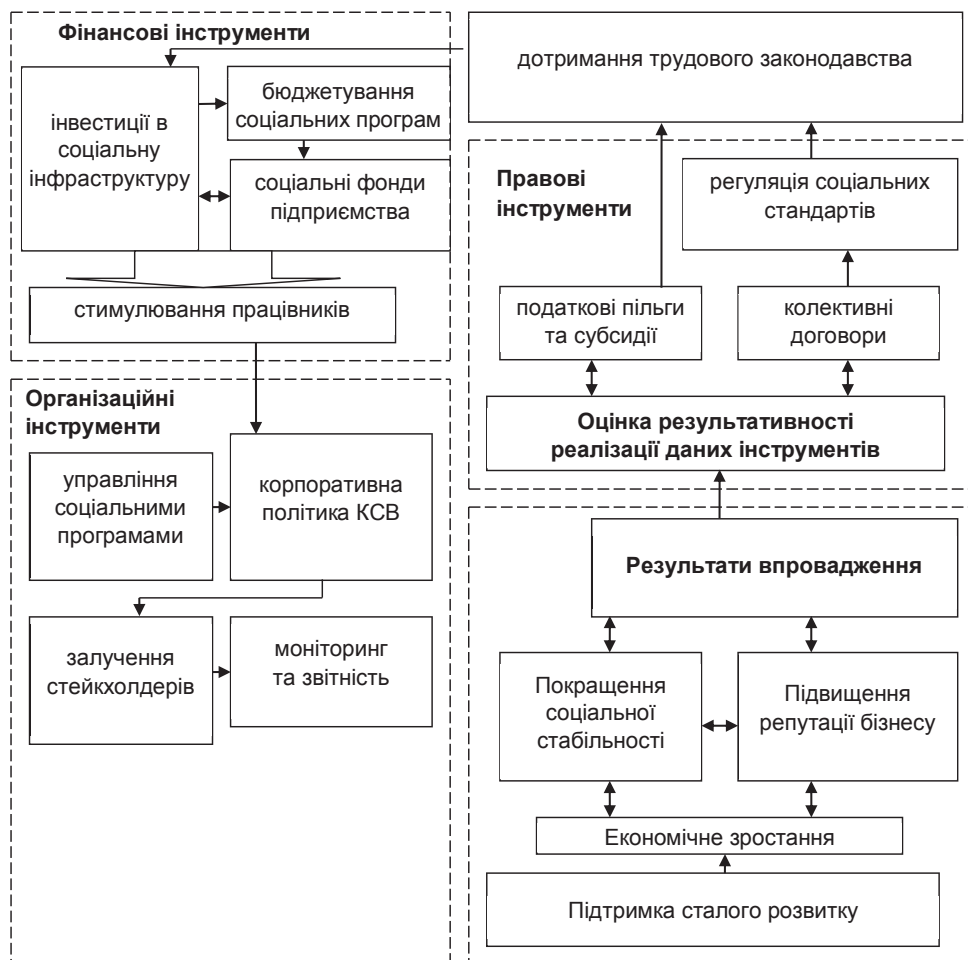 Фінансові інструменти
інвестиції в
соціальну
інфраструктуру
бюджетування
соціальних програм
соціальні фонди
підприємства
стимулювання працівників
Організаційні
інструменти
управління
соціальними
програмами
корпоративна
політика КСВ
залучення
стейкхолдерів
моніторинг
та звітність
дотримання трудового законодавства
Правові
інструменти
регуляція соціальних
стандартів
податкові пільги
та субсидії
колективні
договори
Оцінка результативності
реалізації даних інструментів
Результати впровадження
Покращення
соціальної
стабільності
Підвищення
репутації бізнесу
Економічне зростання
Підтримка сталого розвитку